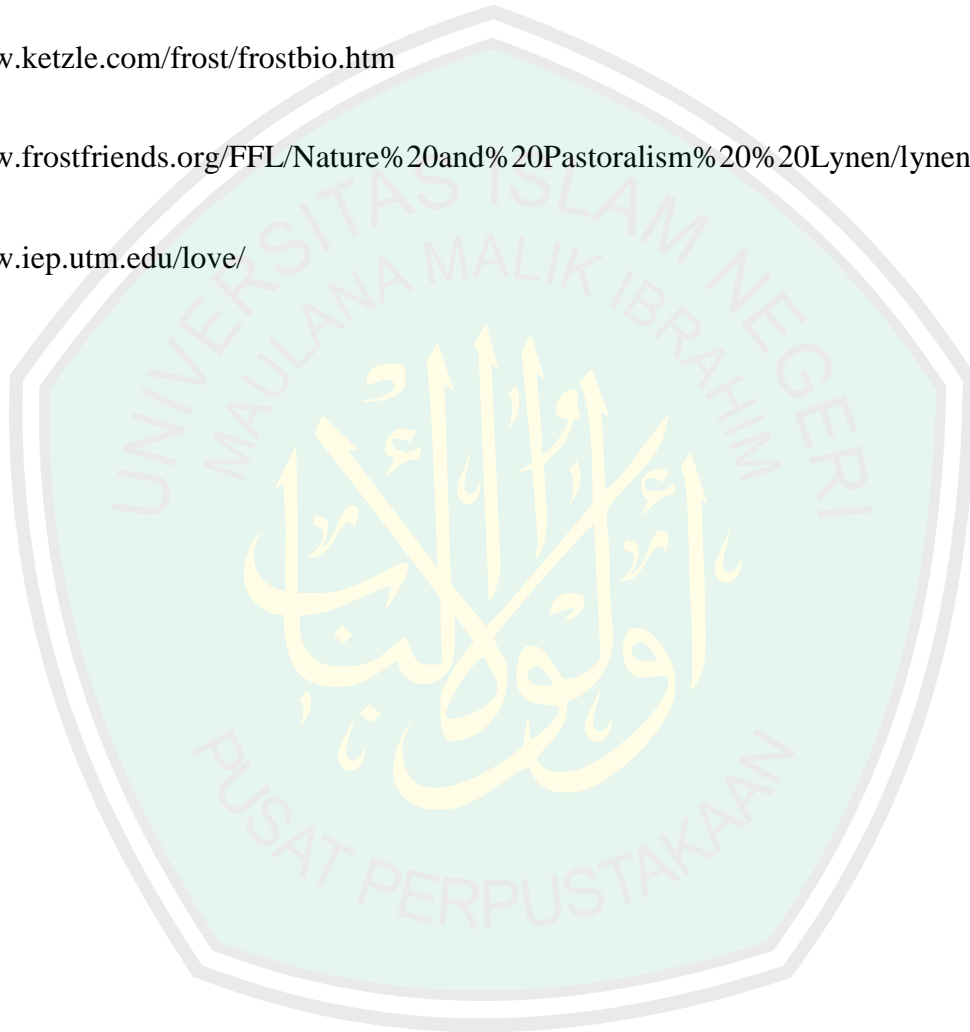 w.ketzle.com/frost/frostbio.htm
w.frostfriends.org/FFL/Nature%20and%20Pastoralism%20%20Lynen/lynen
w.iep.utm.edu/love/
UNIVERSITAS ISLAM NEGERI
MAULANA MALIK IBRAHIM
أولوا الألباب
PUSAT PERPUSTAKAAN